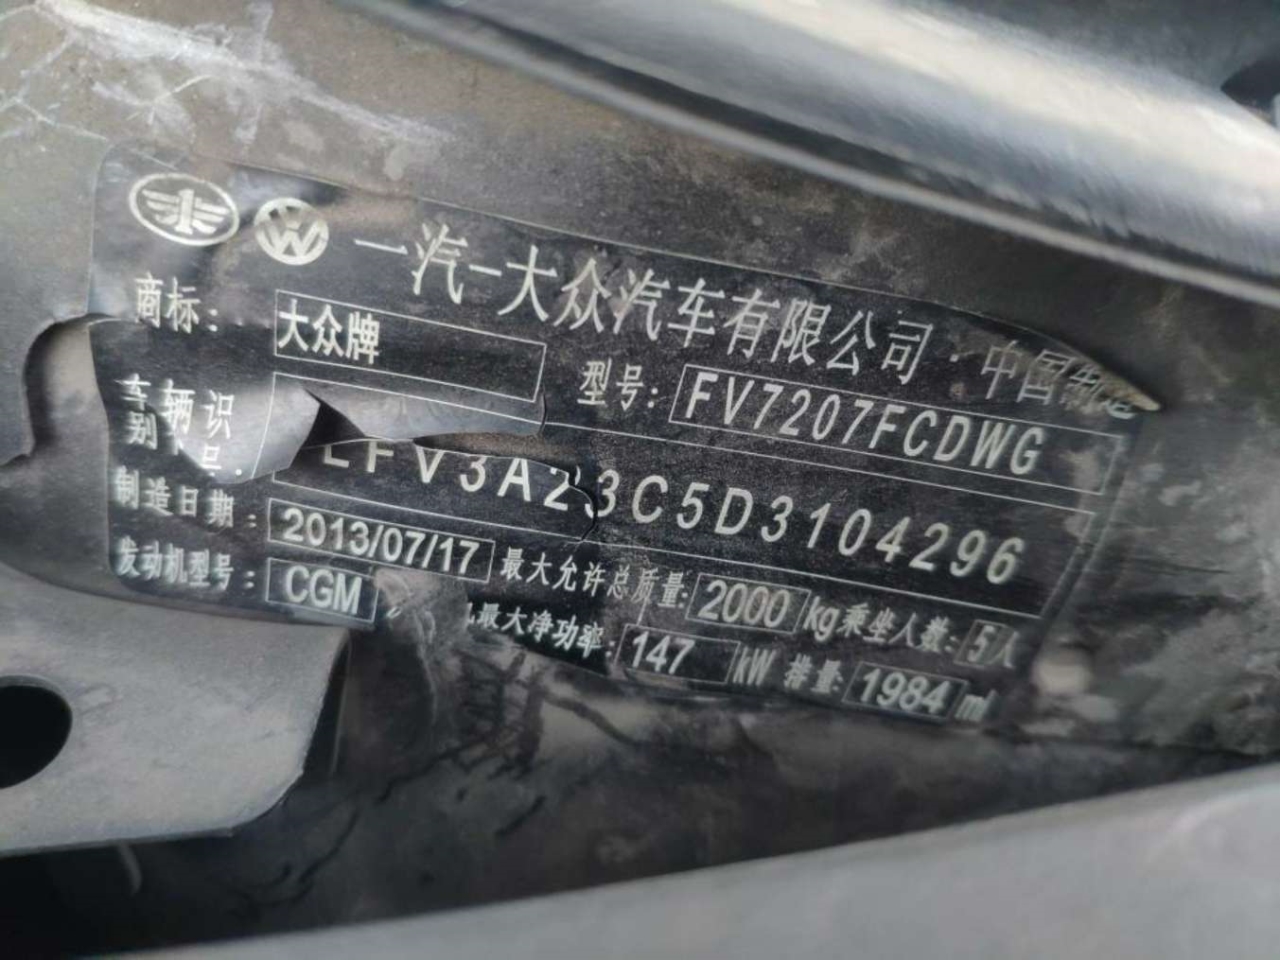 一汽-大众汽车有限公司·中国制造
商标: 大众牌 型号: FV7207FCDWG
车辆识别 LFV3A23C5D3104296
制造日期: 2013/07/17 最大允许总质量: 2000 kg 乘坐人数: 5 人
发动机型号: CGM 机最大净功率: 147 kW 排量: 1984 ml